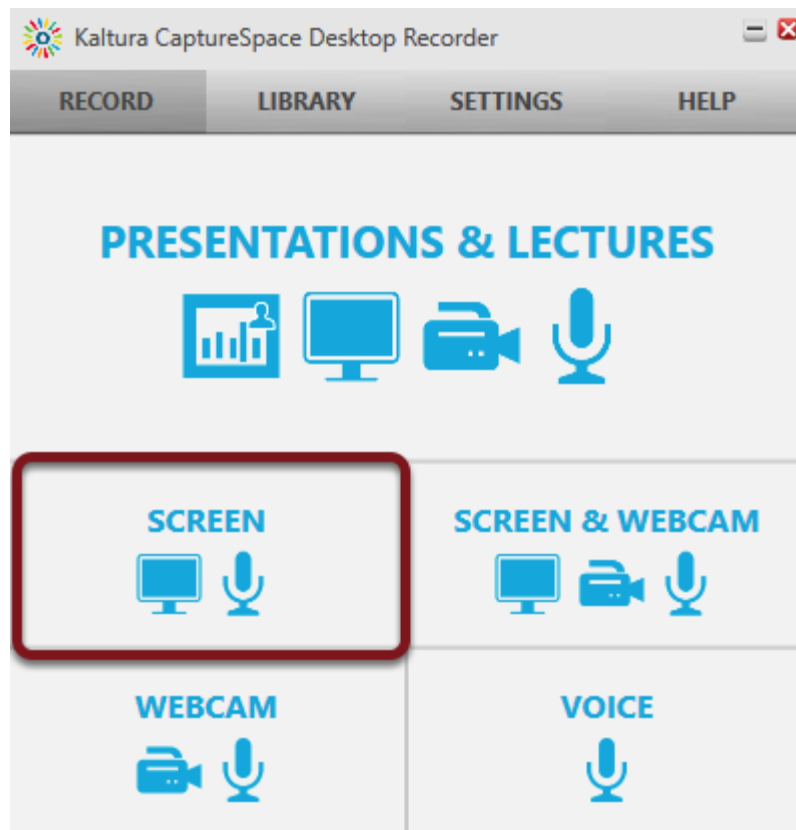 Kaltura CaptureSpace Desktop Recorder
RECORD LIBRARY SETTINGS HELP
PRESENTATIONS & LECTURES
SCREEN SCREEN & WEBCAM
WEBCAM VOICE